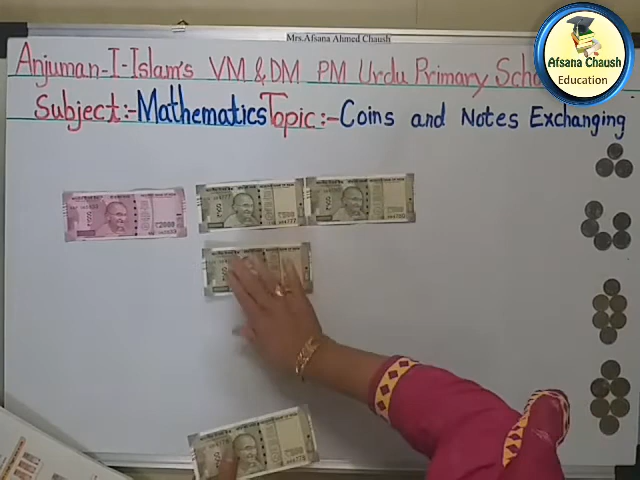 Mrs.Afsana Ahmed Chaush
Anjuman-I-Islam's VM & DM PM Urdu Primary
Subject:- Mathematics Topic:- Coins and Notes Exchanging
Afsana Chaush
Education
₹2000